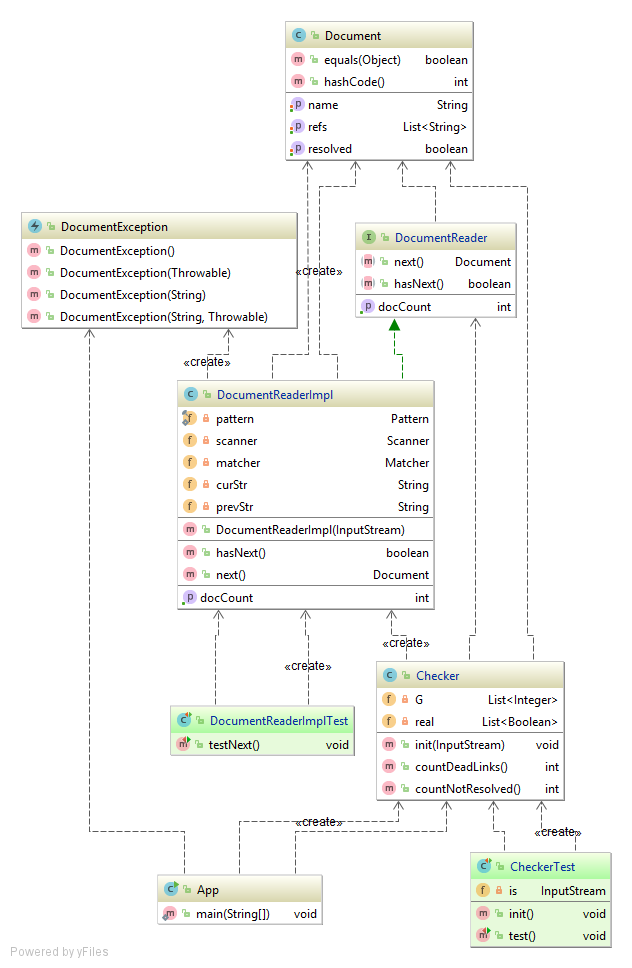 C Document
m equals(Object) boolean
m hashCode() int
p name String
p refs List<String>
p resolved boolean
DocumentException
m DocumentException()
m DocumentException(Throwable)
m DocumentException(String)
m DocumentException(String, Throwable)
I DocumentReader
m next() Document
m hasNext() boolean
p docCount int
«create»
«create»
C DocumentReaderImpl
f pattern Pattern
f scanner Scanner
f matcher Matcher
f curStr String
f prevStr String
m DocumentReaderImpl(InputStream)
m hasNext() boolean
m next() Document
p docCount int
«create»
«create»
C Checker
f G List<Integer>
f real List<Boolean>
m init(InputStream) void
m countDeadLinks() int
m countNotResolved() int
C DocumentReaderImplTest
m testNext() void
«create»
«create»
C App
m main(String[]) void
C CheckerTest
f is InputStream
m init() void
m test() void
Powered by yFiles